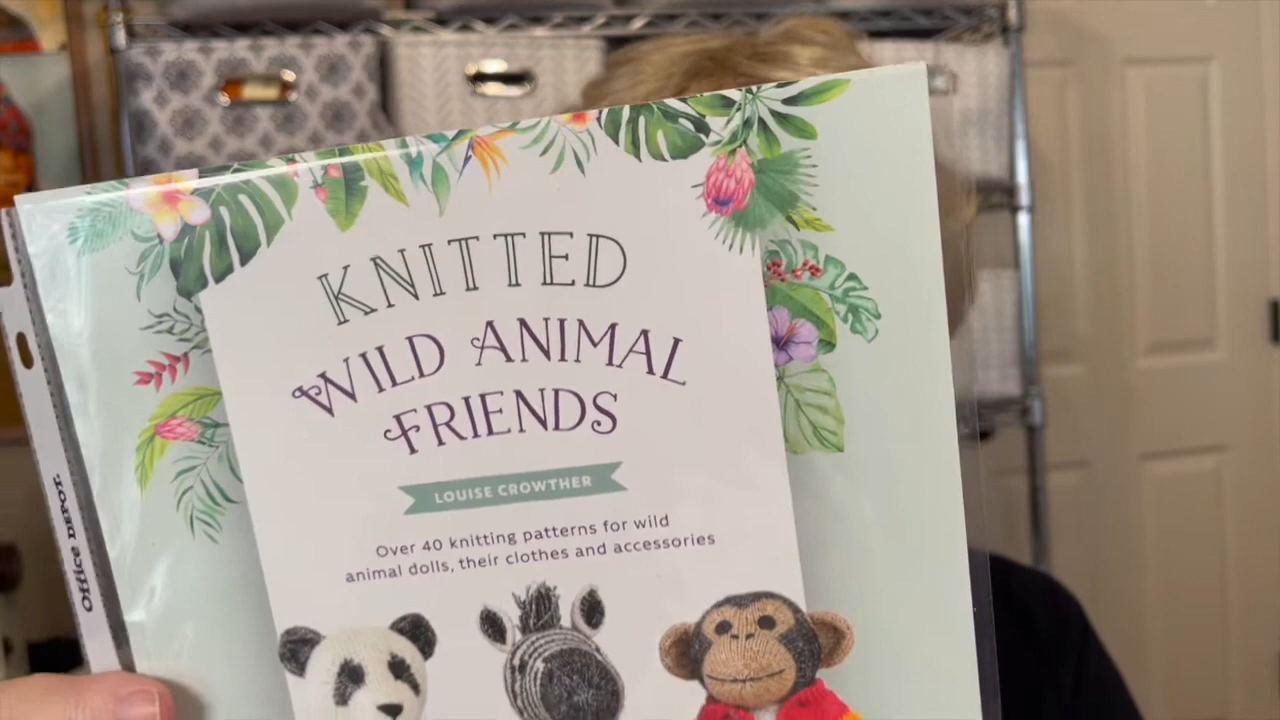 KNITTED
WILD ANIMAL
FRIENDS
LOUISE CROWTHER
Over 40 knitting patterns for wild
animal dolls, their clothes and accessories
Office DEPOT.